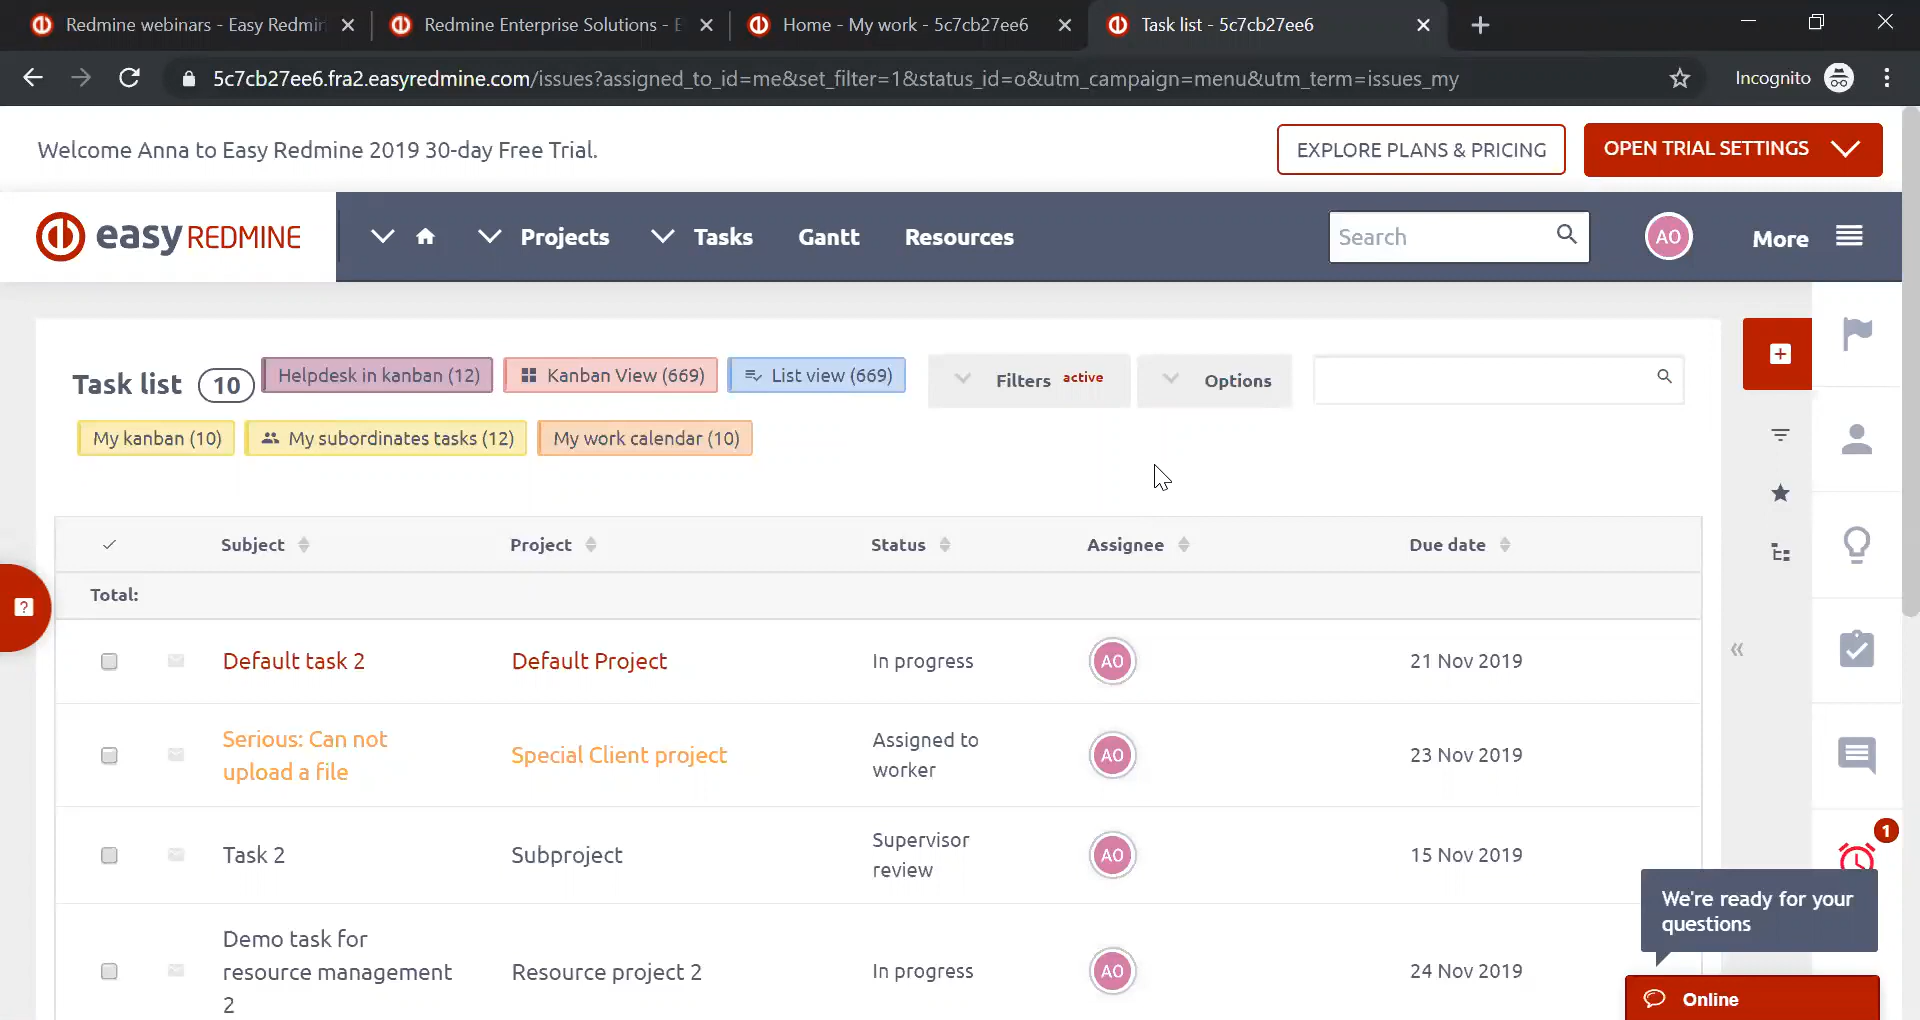 Redmine webinars - Easy Redmin
Redmine Enterprise Solutions - E
Home - My work - 5c7cb27ee6
Task list - 5c7cb27ee6
5c7cb27ee6.fra2.easyredmine.com/issues?assigned_to_id=me&set_filter=1&status_id=o&utm_campaign=menu&utm_term=issues_my
Incognito
Welcome Anna to Easy Redmine 2019 30-day Free Trial.
EXPLORE PLANS & PRICING
OPEN TRIAL SETTINGS
easy REDMINE
Projects
Tasks
Gantt
Resources
Search
AO
More
Task list 10
Helpdesk in kanban (12)
Kanban View (669)
List view (669)
Filters active
Options
My kanban (10)
My subordinates tasks (12)
My work calendar (10)
Subject
Project
Status
Assignee
Due date
Total:
?
Default task 2
Default Project
In progress
AO
21 Nov 2019
Serious: Can not
upload a file
Special Client project
Assigned to
worker
AO
23 Nov 2019
Task 2
Subproject
Supervisor
review
AO
15 Nov 2019
1
Demo task for
resource management
2
Resource project 2
In progress
AO
24 Nov 2019
We're ready for your
questions
Online